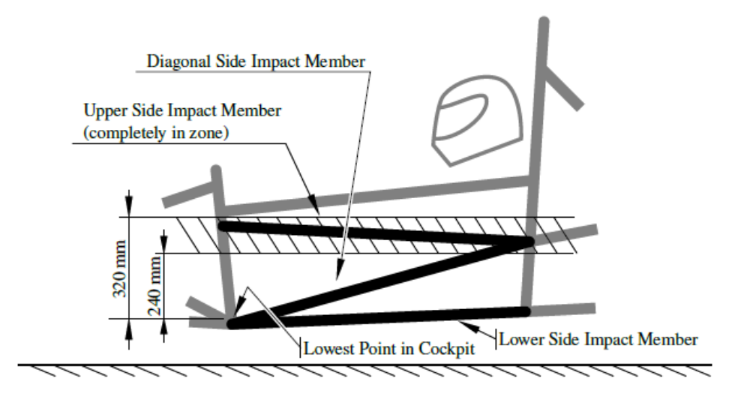 Diagonal Side Impact Member
Upper Side Impact Member
(completely in zone)
320 mm
240 mm
Lowest Point in Cockpit
Lower Side Impact Member